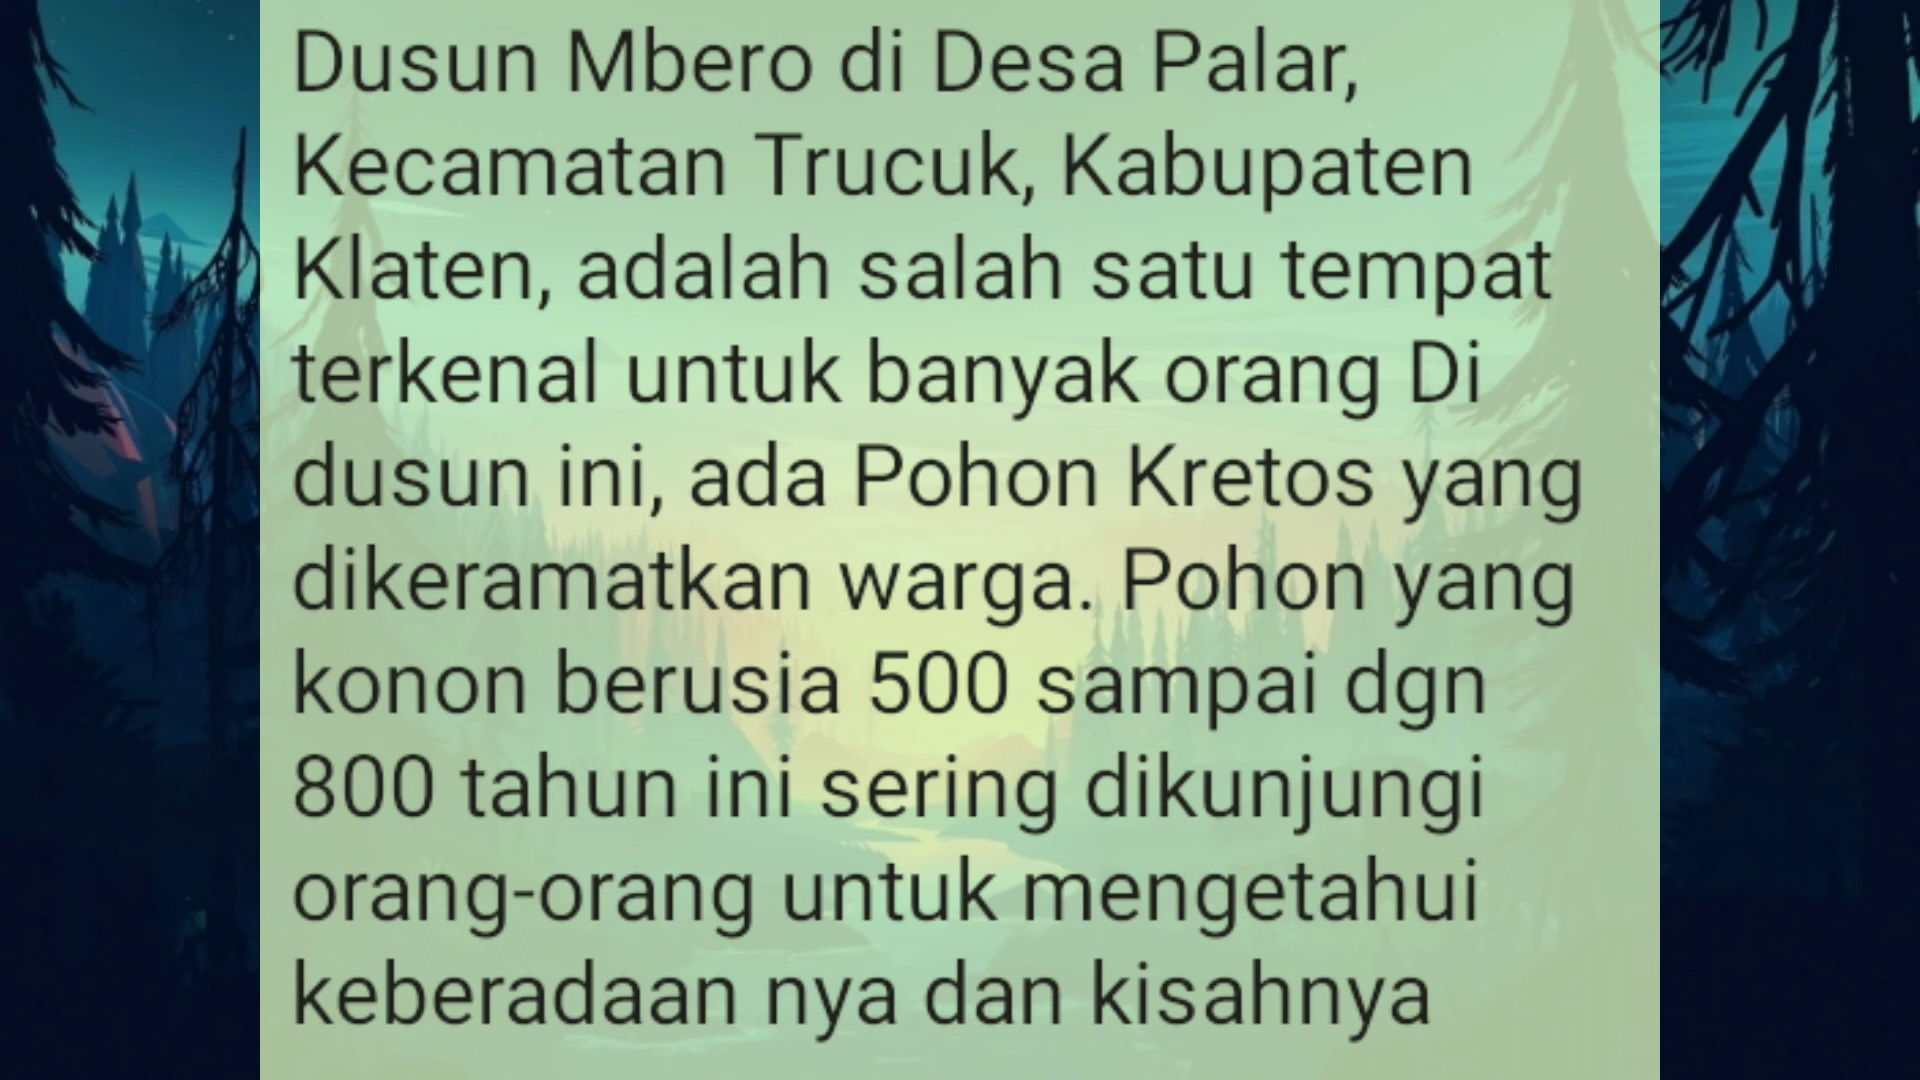 Dusun Mbero di Desa Palar,
Kecamatan Trucuk, Kabupaten
Klaten, adalah salah satu tempat
terkenal untuk banyak orang Di
dusun ini, ada Pohon Kretos yang
dikeramatkan warga. Pohon yang
konon berusia 500 sampai dgn
800 tahun ini sering dikunjungi
orang-orang untuk mengetahui
keberadaan nya dan kisahnya